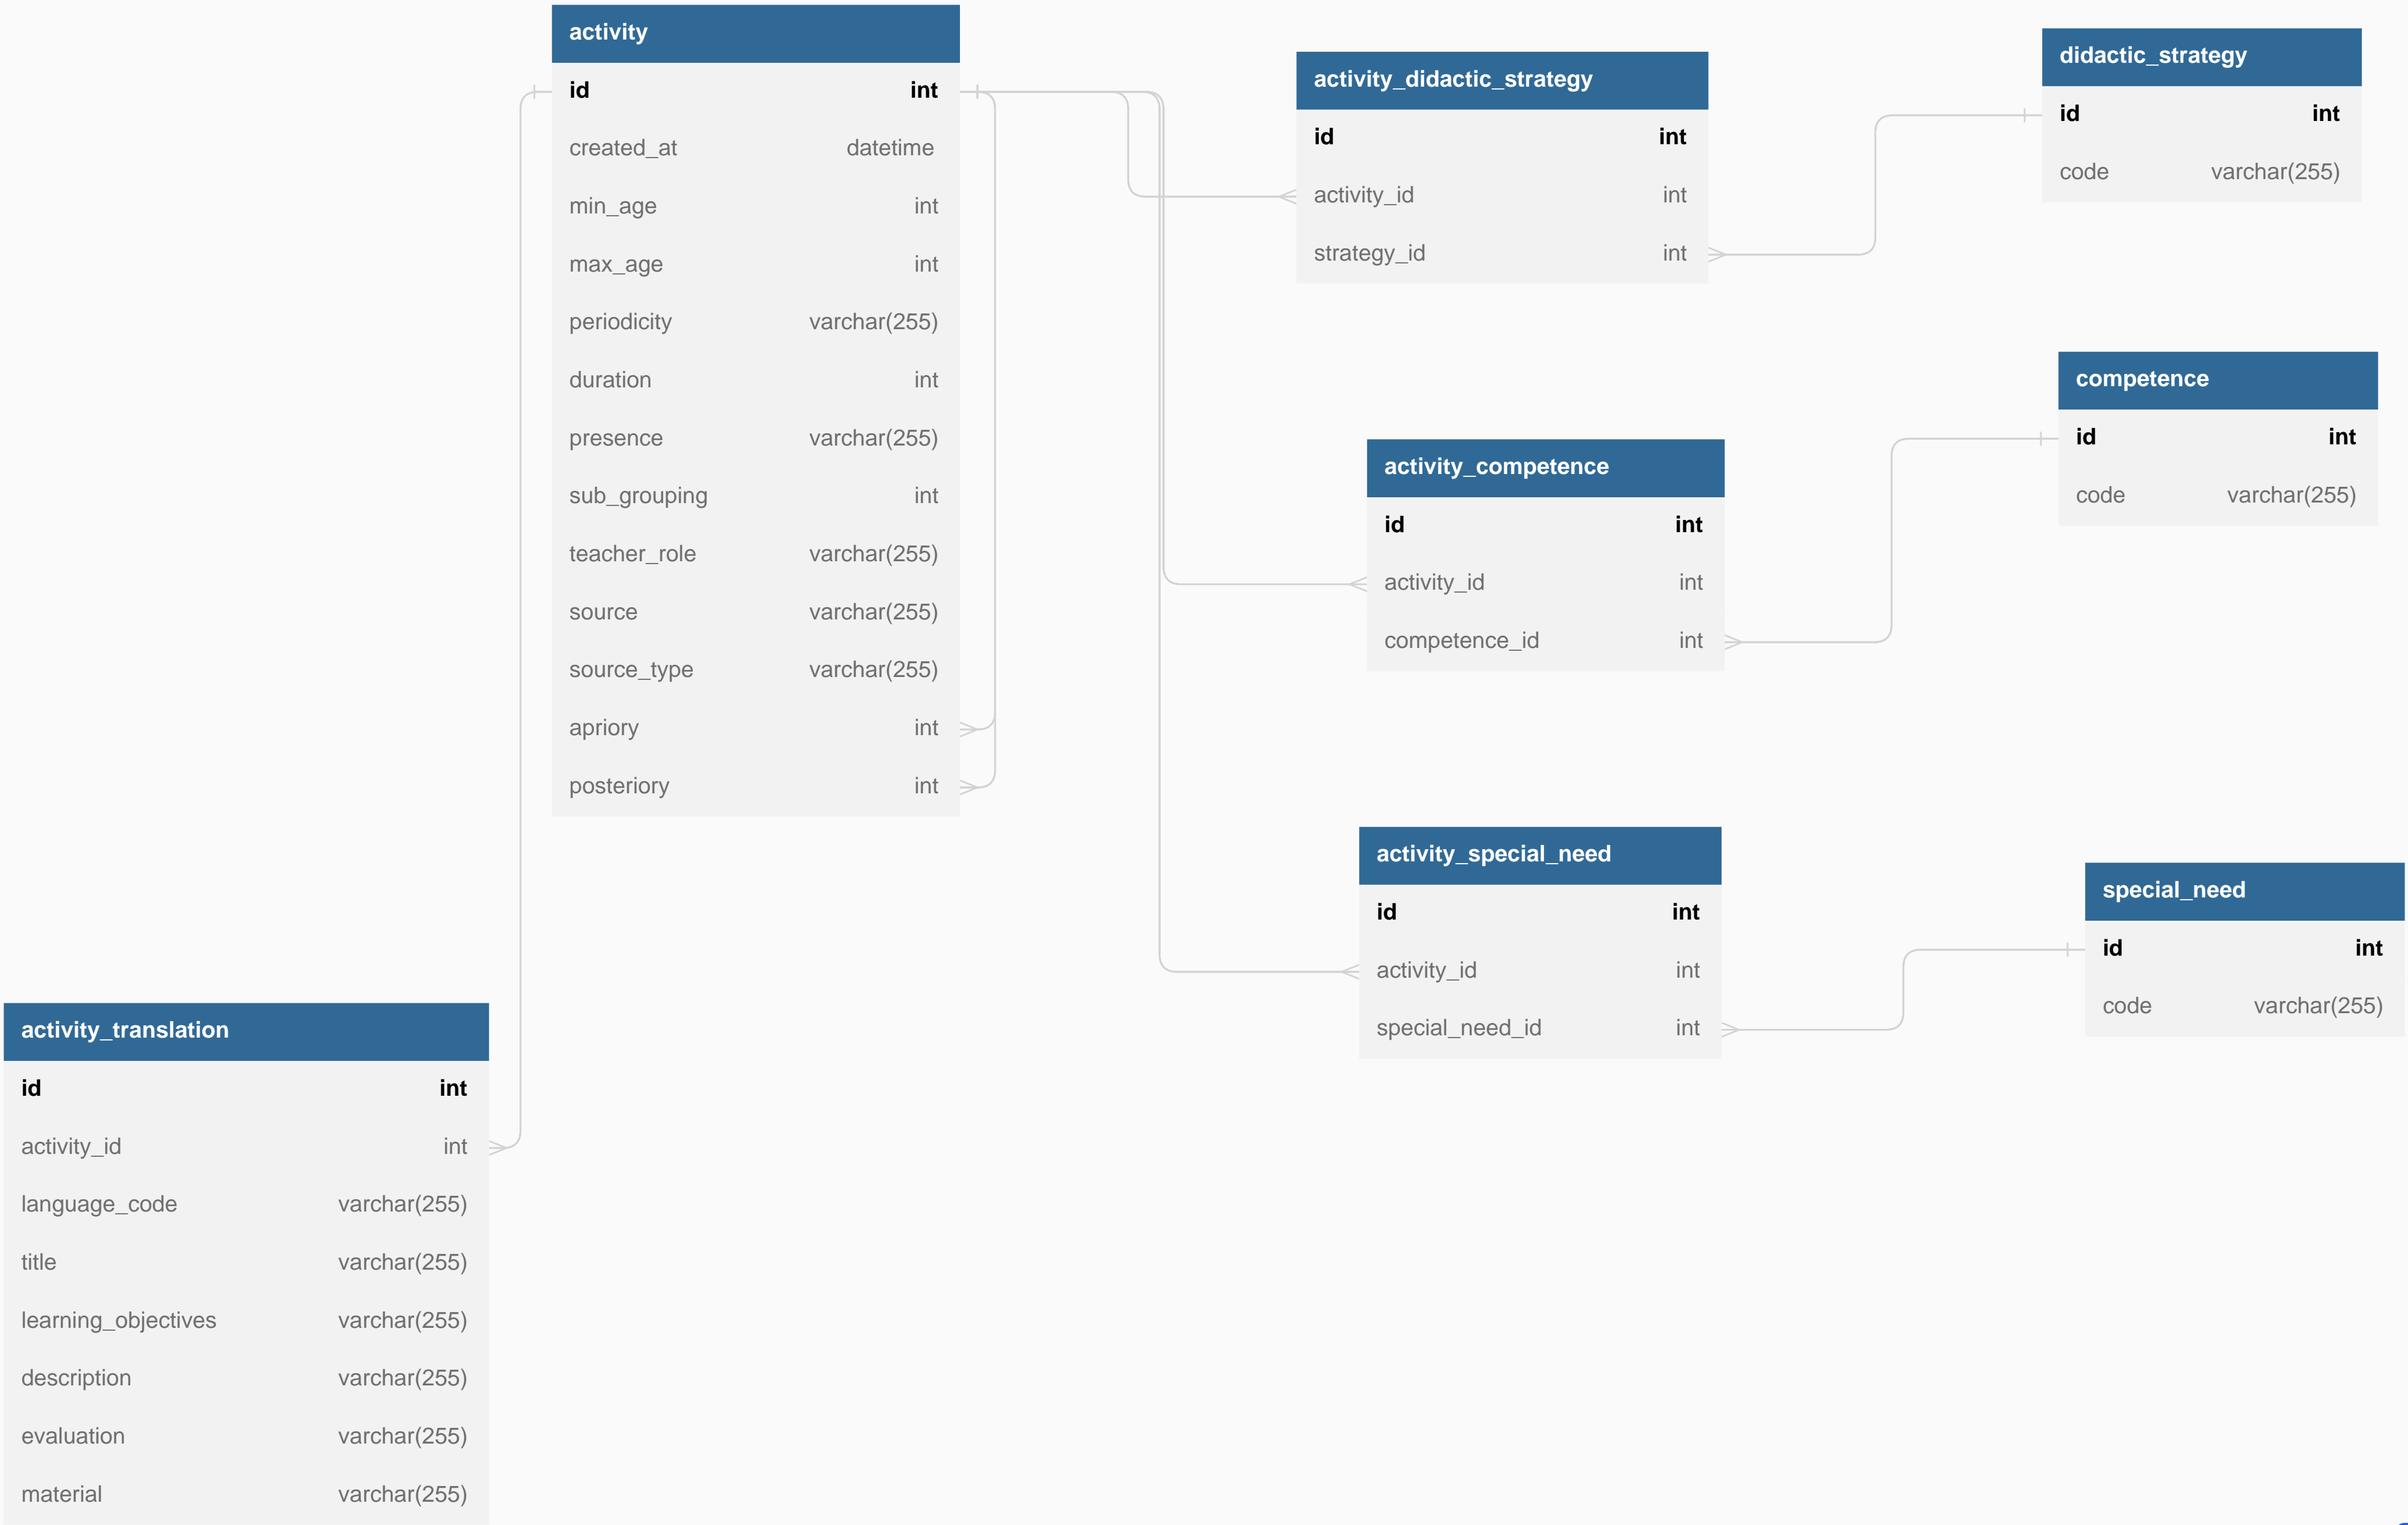 activity
id int
created_at datetime
min_age int
max_age int
periodicity varchar(255)
duration int
presence varchar(255)
sub_grouping int
teacher_role varchar(255)
source varchar(255)
source_type varchar(255)
apriory int
posteriory int
activity_didactic_strategy
id int
activity_id int
strategy_id int
didactic_strategy
id int
code varchar(255)
activity_competence
id int
activity_id int
competence_id int
competence
id int
code varchar(255)
activity_special_need
id int
activity_id int
special_need_id int
special_need
id int
code varchar(255)
activity_translation
id int
activity_id int
language_code varchar(255)
title varchar(255)
learning_objectives varchar(255)
description varchar(255)
evaluation varchar(255)
material varchar(255)